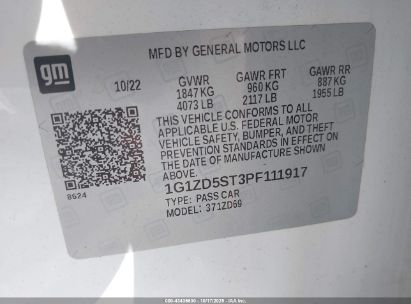 gm
MFD BY GENERAL MOTORS LLC
10/22 GVWR GAWR FRT GAWR RR
1847 KG 960 KG 887 KG
4073 LB 2117 LB 1955 LB
THIS VEHICLE CONFORMS TO ALL
APPLICABLE U.S. FEDERAL MOTOR
VEHICLE SAFETY, BUMPER, AND THEFT
PREVENTION STANDARDS IN EFFECT ON
THE DATE OF MANUFACTURE SHOWN
ABOVE.
1G1ZD5ST3PF111917
8624
TYPE: PASS CAR
MODEL: 371ZD69